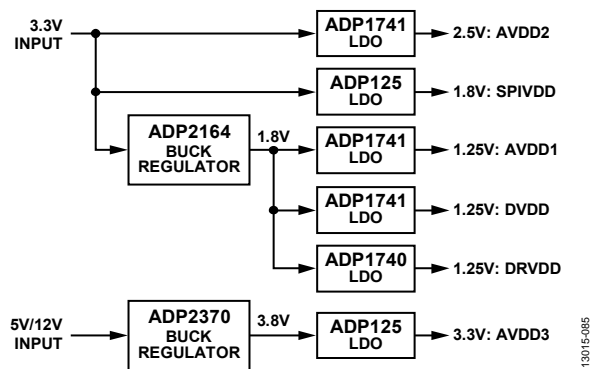 3.3V
INPUT
ADP1741
LDO
2.5V: AVDD2
ADP125
LDO
1.8V: SPIVDD
ADP2164
BUCK
REGULATOR
1.8V
ADP1741
LDO
1.25V: AVDD1
ADP1741
LDO
1.25V: DVDD
ADP1740
LDO
1.25V: DRVDD
5V/12V
INPUT
ADP2370
BUCK
REGULATOR
3.8V
ADP125
LDO
3.3V: AVDD3
13015-085